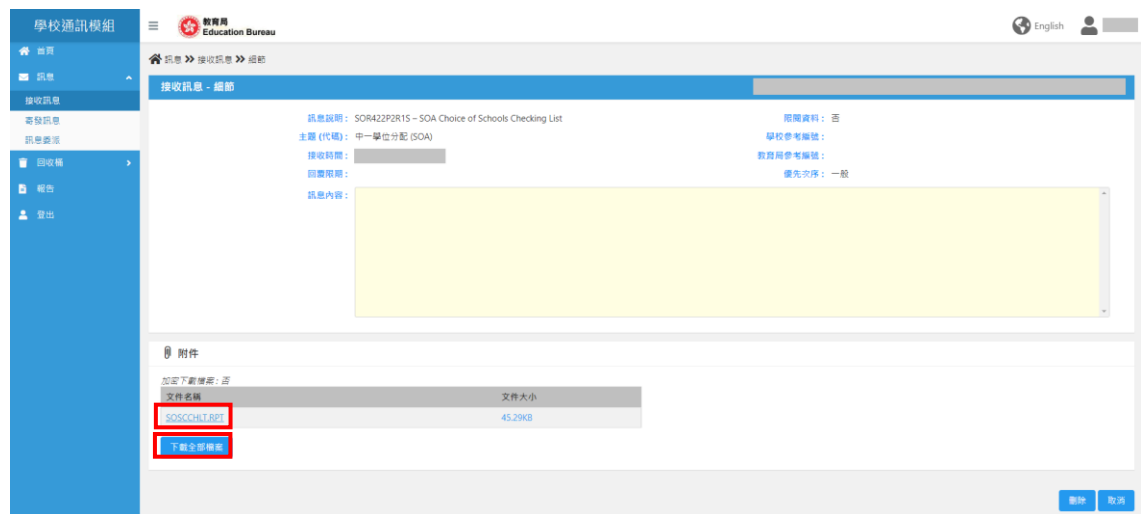 學校通訊模組
教育局
Education Bureau
English
首頁
訊息
接收訊息
寄發訊息
訊息委派
回收桶
報告
登出
訊息 接收訊息 細節
接收訊息 - 細節
訊息說明： SOR422P2R1S – SOA Choice of Schools Checking List 限閱資料： 否
主題 (代碼)： 中一學位分配 (SOA) 學校參考編號：
接收時間： 教育局參考編號：
回覆限期： 優先次序： 一般
訊息內容：
附件
加密下載檔案: 否
文件名稱 文件大小
SOSCCHLT.RPT 45.29KB
下載全部檔案
刪除 取消